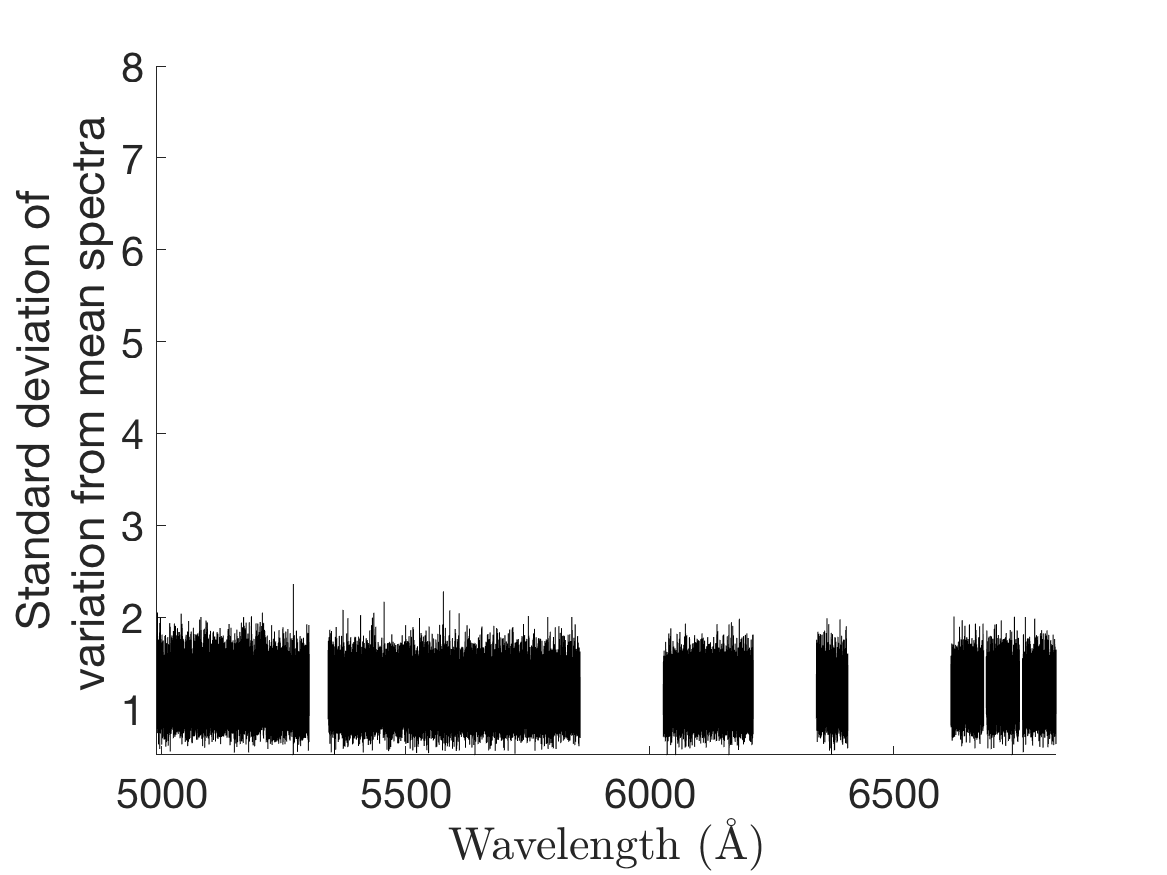 Standard deviation of
variation from mean spectra
8
7
6
5
4
3
2
1
5000 5500 6000 6500
Wavelength (Å)